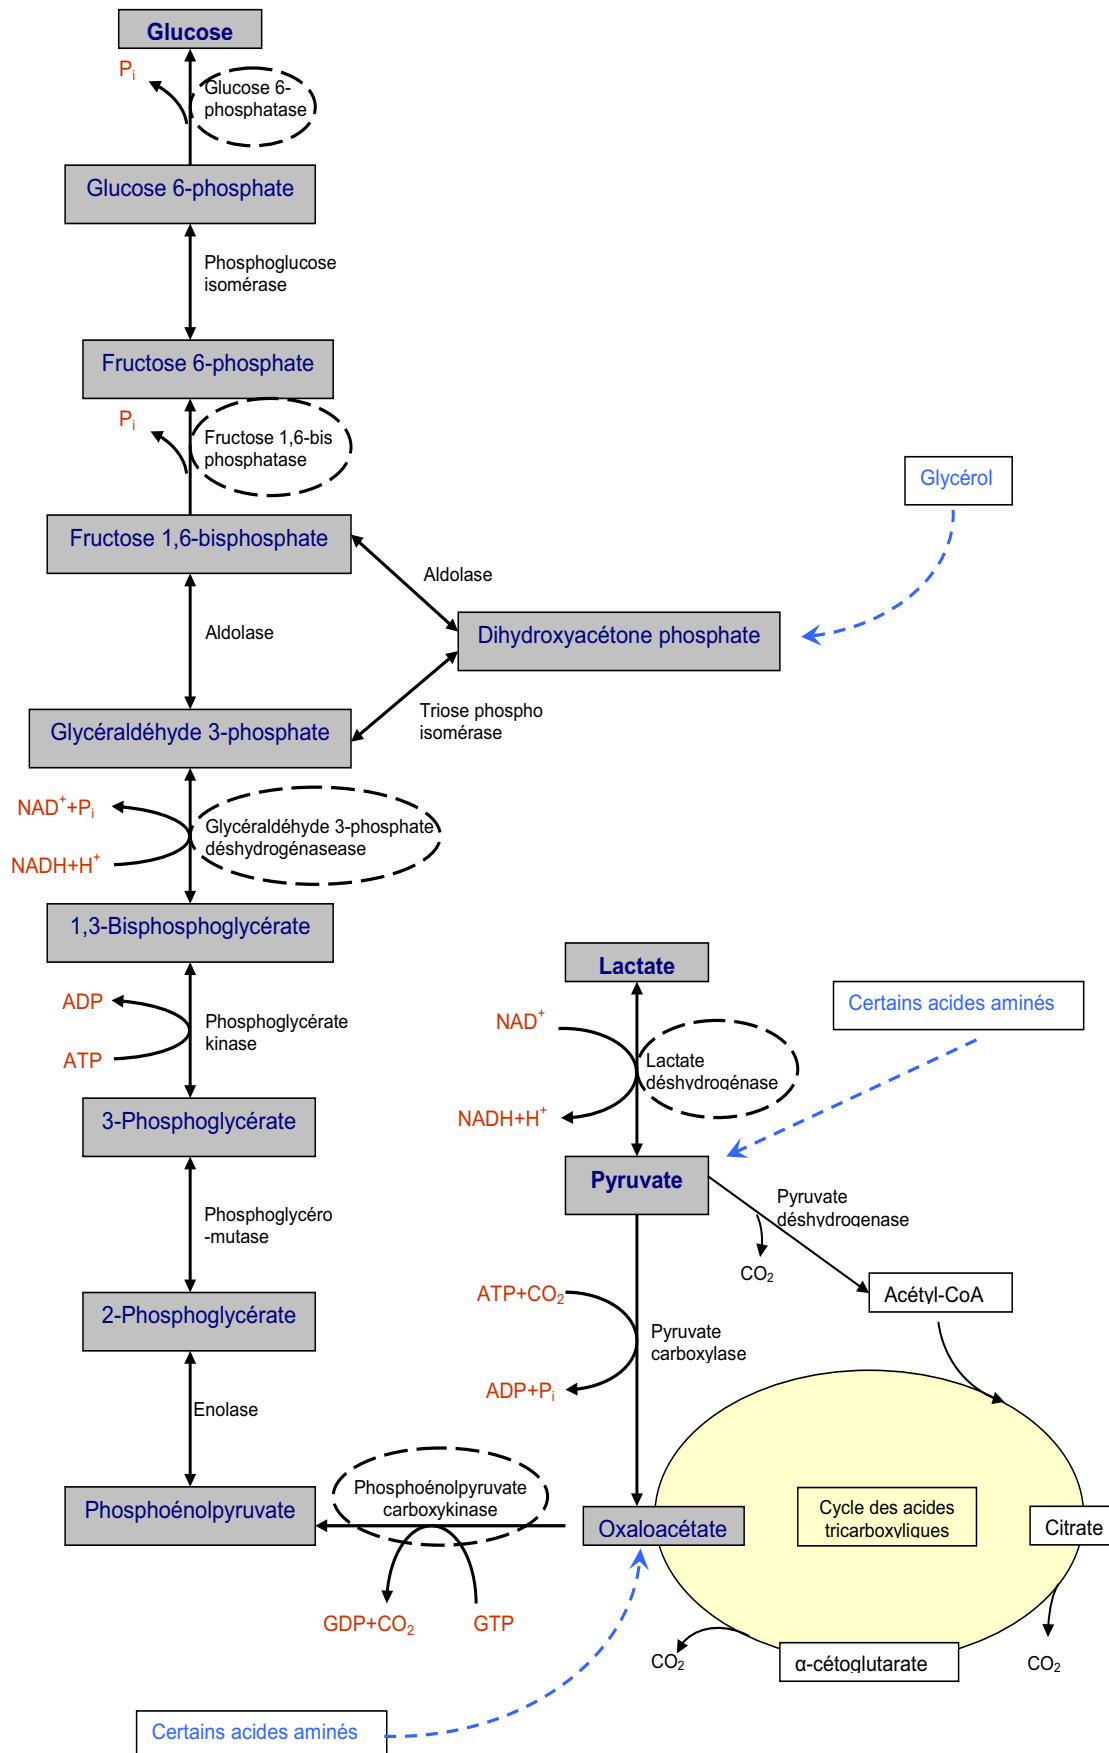 Glucose
Pi
Glucose 6-
phosphatase
Glucose 6-phosphate
Phosphoglucose
isomérase
Fructose 6-phosphate
Pi
Fructose 1,6-bis
phosphatase
Glycérol
Fructose 1,6-bisphosphate
Aldolase
Aldolase
Dihydroxyacétone phosphate
Triose phospho
isomérase
Glycéraldéhyde 3-phosphate
NAD⁺+Pi
Glycéraldéhyde 3-phosphate
déshydrogénasease
NADH+H⁺
1,3-Bisphosphoglycérate
ADP
Phosphoglycérate
kinase
ATP
3-Phosphoglycérate
Phosphoglycéro
-mutase
2-Phosphoglycérate
Enolase
Phosphoénolpyruvate
Lactate
Certains acides aminés
NAD⁺
Lactate
déshydrogénase
NADH+H⁺
Pyruvate
Pyruvate
déshydrogenase
CO₂
Acétyl-CoA
ATP+CO₂
Pyruvate
carboxylase
ADP+Pi
Phosphoénolpyruvate
carboxykinase
Oxaloacétate
Cycle des acides
tricarboxyliques
Citrate
GDP+CO₂
GTP
CO₂
α-cétoglutarate
CO₂
Certains acides aminés